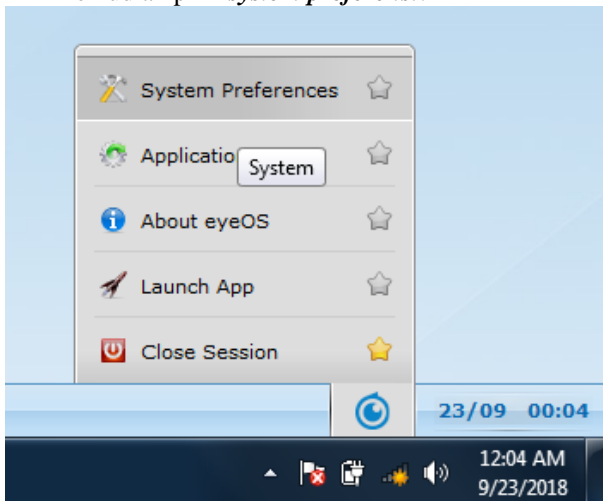 System Preferences
Applicatio
System
About eyeOS
Launch App
Close Session
23/09 00:04
12:04 AM
9/23/2018